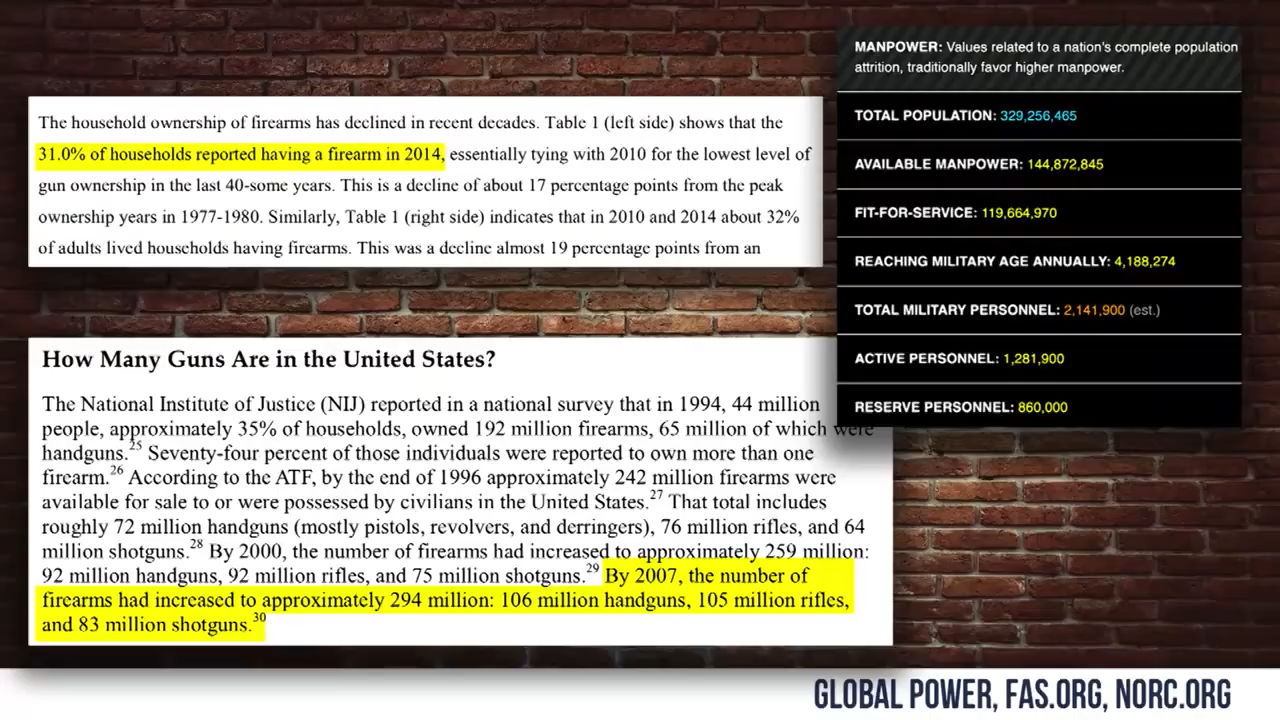 The household ownership of firearms has declined in recent decades. Table 1 (left side) shows that the
31.0% of households reported having a firearm in 2014, essentially tying with 2010 for the lowest level of
gun ownership in the last 40-some years. This is a decline of about 17 percentage points from the peak
ownership years in 1977-1980. Similarly, Table 1 (right side) indicates that in 2010 and 2014 about 32%
of adults lived households having firearms. This was a decline almost 19 percentage points from an
How Many Guns Are in the United States?
The National Institute of Justice (NIJ) reported in a national survey that in 1994, 44 million
people, approximately 35% of households, owned 192 million firearms, 65 million of which were
handguns.25 Seventy-four percent of those individuals were reported to own more than one
firearm.26 According to the ATF, by the end of 1996 approximately 242 million firearms were
available for sale to or were possessed by civilians in the United States.27 That total includes
roughly 72 million handguns (mostly pistols, revolvers, and derringers), 76 million rifles, and 64
million shotguns.28 By 2000, the number of firearms had increased to approximately 259 million:
92 million handguns, 92 million rifles, and 75 million shotguns.29 By 2007, the number of
firearms had increased to approximately 294 million: 106 million handguns, 105 million rifles,
and 83 million shotguns.30
MANPOWER: Values related to a nation's complete population
attrition, traditionally favor higher manpower.
TOTAL POPULATION: 329,256,465
AVAILABLE MANPOWER: 144,872,845
FIT-FOR-SERVICE: 119,664,970
REACHING MILITARY AGE ANNUALLY: 4,188,274
TOTAL MILITARY PERSONNEL: 2,141,900 (est.)
ACTIVE PERSONNEL: 1,281,900
RESERVE PERSONNEL: 860,000
GLOBAL POWER, FAS.ORG, NORC.ORG